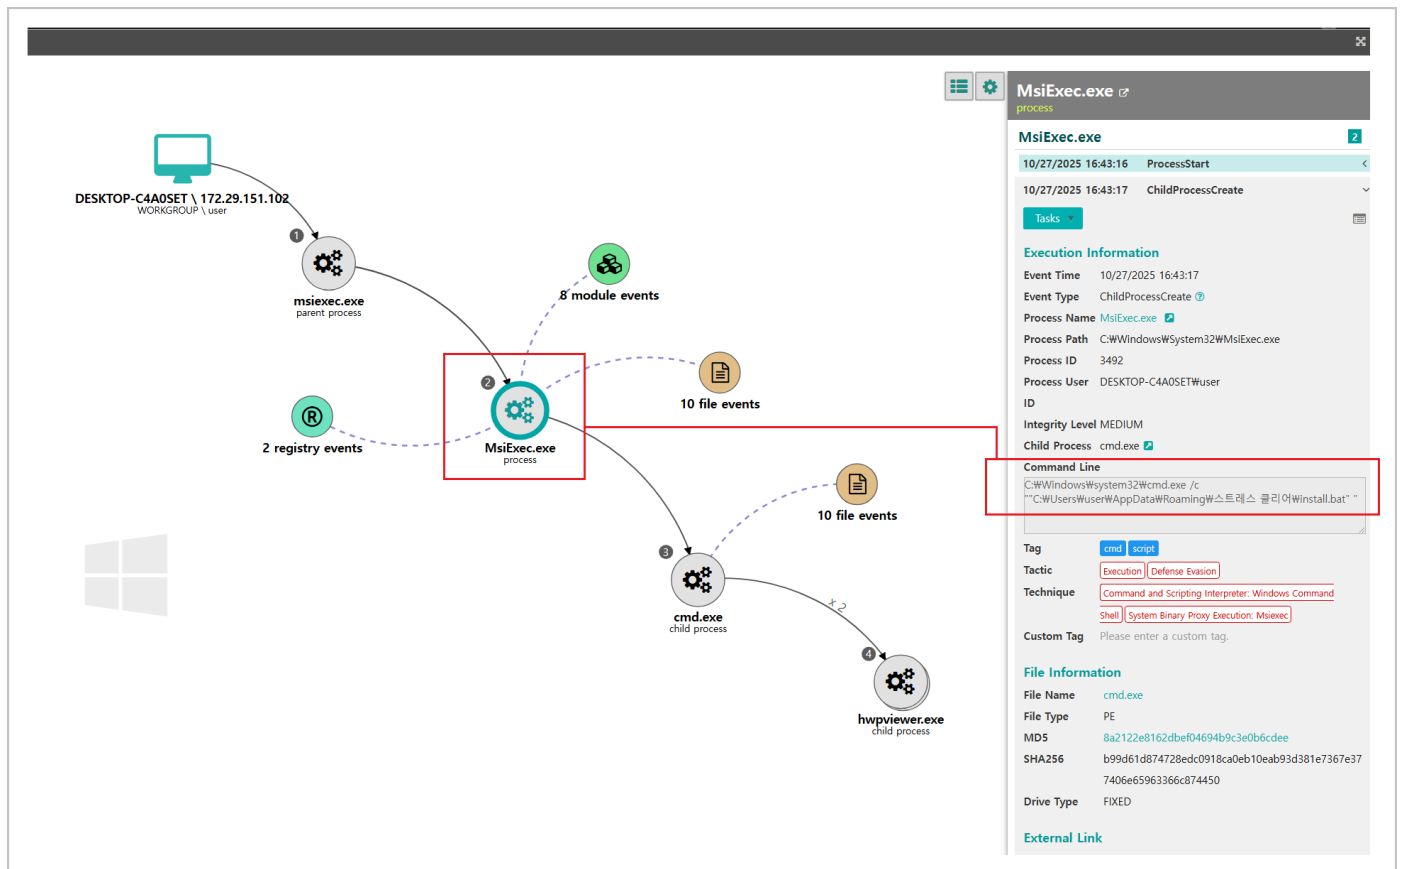 DESKTOP-C4A0SET \ 172.29.151.102
WORKGROUP \ user
1
msiexec.exe
parent process
8 module events
2
MsiExec.exe
process
10 file events
2 registry events
10 file events
3
cmd.exe
child process
x 2
4
hwpviewer.exe
child process
MsiExec.exe
process
MsiExec.exe
2
10/27/2025 16:43:16 ProcessStart
10/27/2025 16:43:17 ChildProcessCreate
Tasks
Execution Information
Event Time 10/27/2025 16:43:17
Event Type ChildProcessCreate
Process Name MsiExec.exe
Process Path C:₩Windows₩System32₩MsiExec.exe
Process ID 3492
Process User DESKTOP-C4A0SET₩user
ID
Integrity Level MEDIUM
Child Process cmd.exe
Command Line
C:₩Windows₩system32₩cmd.exe /c
""C:₩Users₩user₩AppData₩Roaming₩스트레스 클리어₩install.bat" "
Tag cmd script
Tactic Execution Defense Evasion
Technique Command and Scripting Interpreter: Windows Command
Shell System Binary Proxy Execution: Msiexec
Custom Tag Please enter a custom tag.
File Information
File Name cmd.exe
File Type PE
MD5 8a2122e8162dbef04694b9c3e0b6cdee
SHA256 b99d61d874728edc0918ca0eb10eab93d381e7367e37
7406e65963366c874450
Drive Type FIXED
External Link